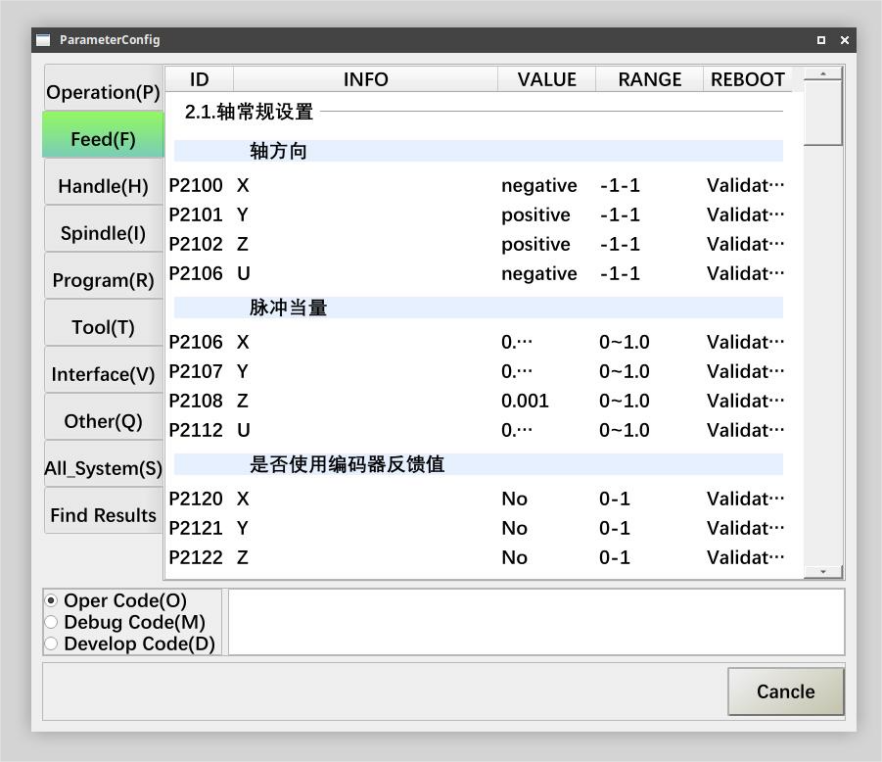 ParameterConfig
ID INFO VALUE RANGE REBOOT
Operation(P)
Feed(F)
Handle(H)
Spindle(I)
Program(R)
Tool(T)
Interface(V)
Other(Q)
All_System(S)
Find Results
2.1.轴常规设置
轴方向
P2100 X negative -1-1 Validat···
P2101 Y positive -1-1 Validat···
P2102 Z positive -1-1 Validat···
P2106 U negative -1-1 Validat···
脉冲当量
P2106 X 0.··· 0~1.0 Validat···
P2107 Y 0.··· 0~1.0 Validat···
P2108 Z 0.001 0~1.0 Validat···
P2112 U 0.··· 0~1.0 Validat···
是否使用编码器反馈值
P2120 X No 0-1 Validat···
P2121 Y No 0-1 Validat···
P2122 Z No 0-1 Validat···
Oper Code(O)
Debug Code(M)
Develop Code(D)
Cancle